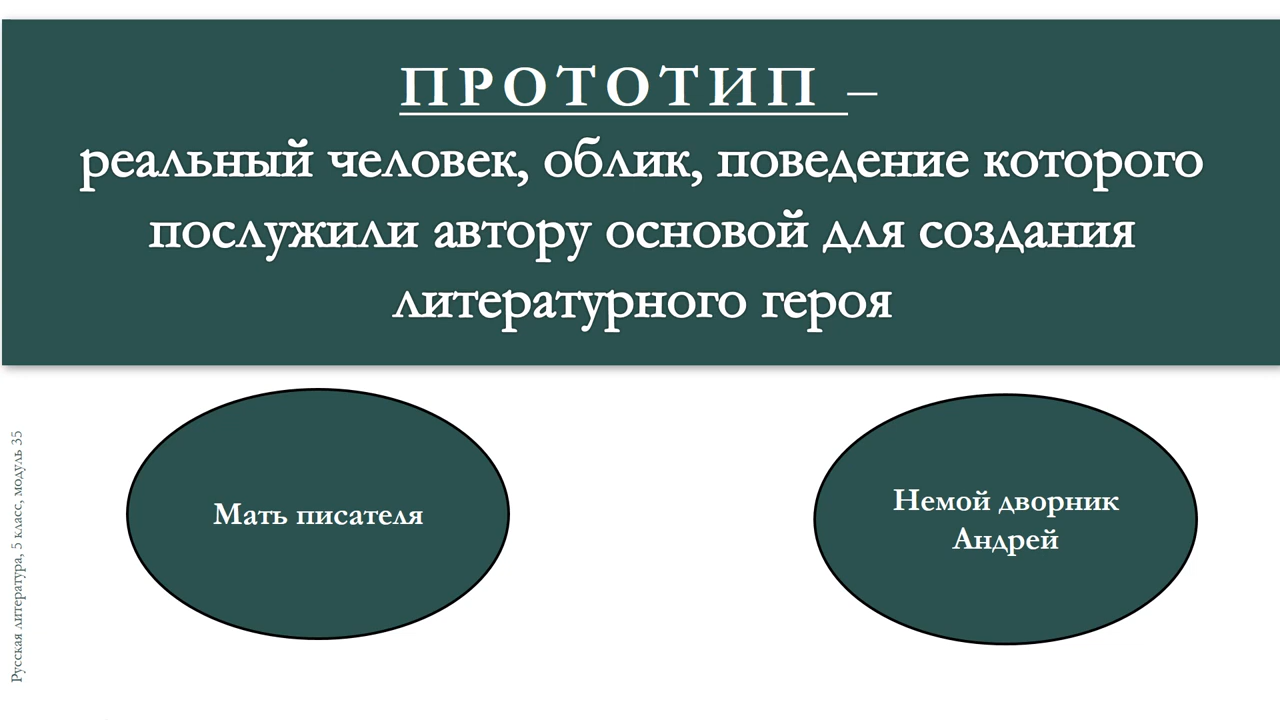 ПРОТОТИП –
реальный человек, облик, поведение которого
послужили автору основой для создания
литературного героя
Мать писателя
Немой дворник
Андрей
Русская литература, 5 класс, модуль 35